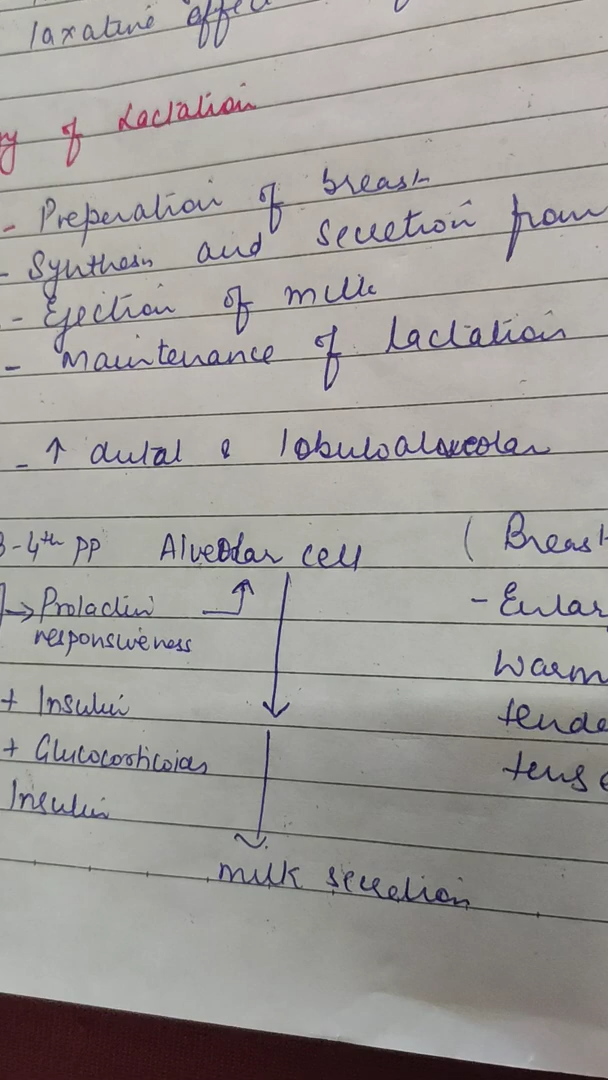 laxative effe
y of Lactation
- Preperation of breast
- Synthesis and secretion from
- Ejection of milk
- Maintenance of lactation
- ↑ ductal & lobuloalveolar
3-4th PP Alveolar cell ( Breast
→ Prolactin - Enlar
responsiveness warm
+ Insulin tende
+ Glucocorticoids tense
Insulin
milk secretion